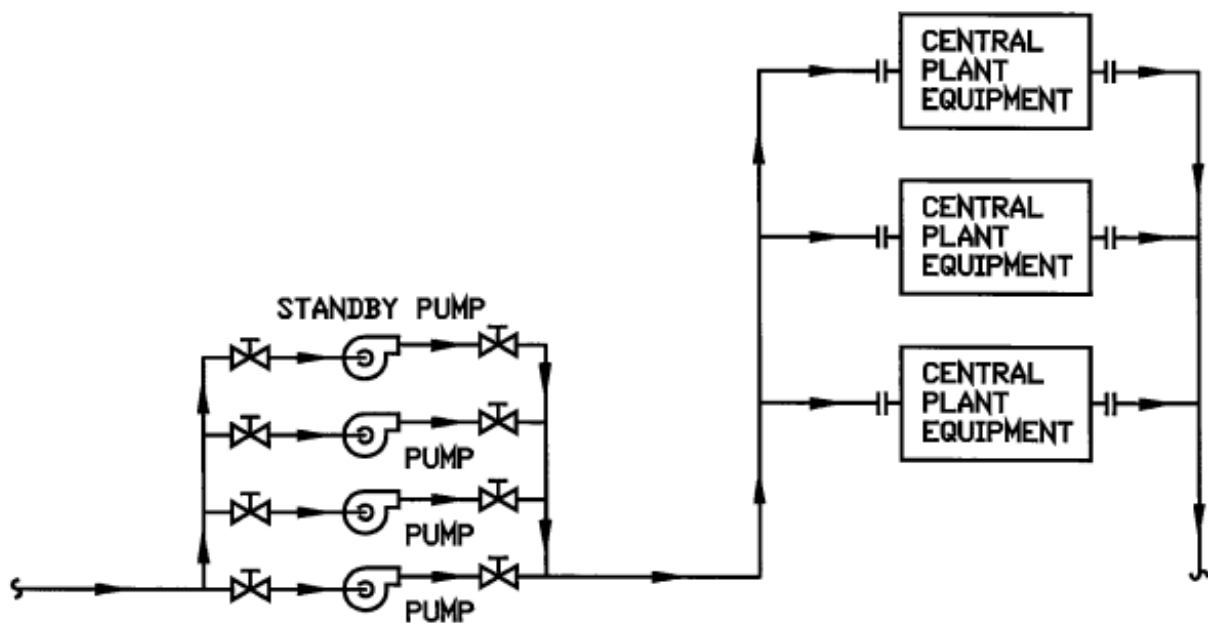 CENTRAL
PLANT
EQUIPMENT
CENTRAL
PLANT
EQUIPMENT
STANDBY PUMP
CENTRAL
PLANT
EQUIPMENT
PUMP
PUMP
PUMP